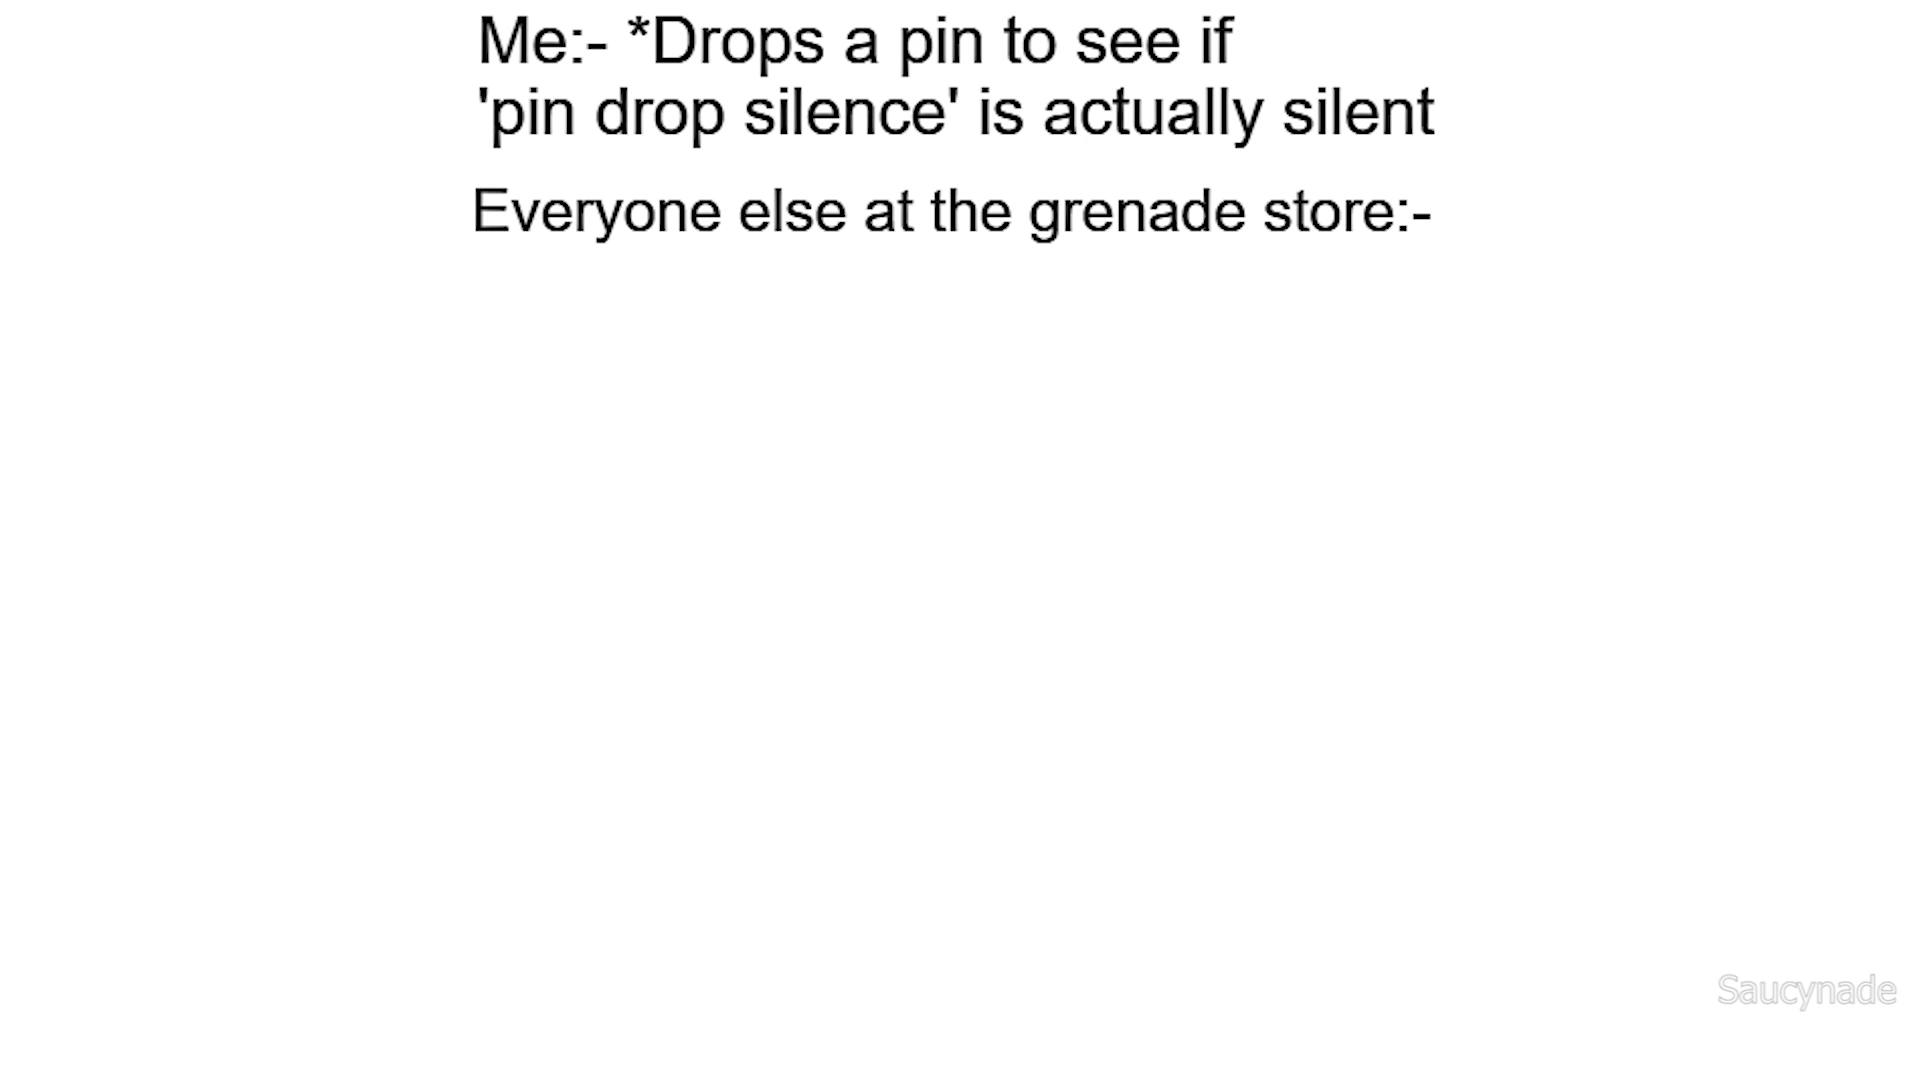 Me:- *Drops a pin to see if
'pin drop silence' is actually silent
Everyone else at the grenade store:-
Saucynade